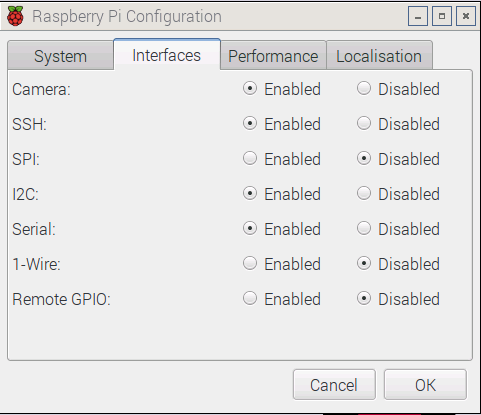 Raspberry Pi Configuration
System Interfaces Performance Localisation
Camera: Enabled Disabled
SSH: Enabled Disabled
SPI: Enabled Disabled
I2C: Enabled Disabled
Serial: Enabled Disabled
1-Wire: Enabled Disabled
Remote GPIO: Enabled Disabled
Cancel OK